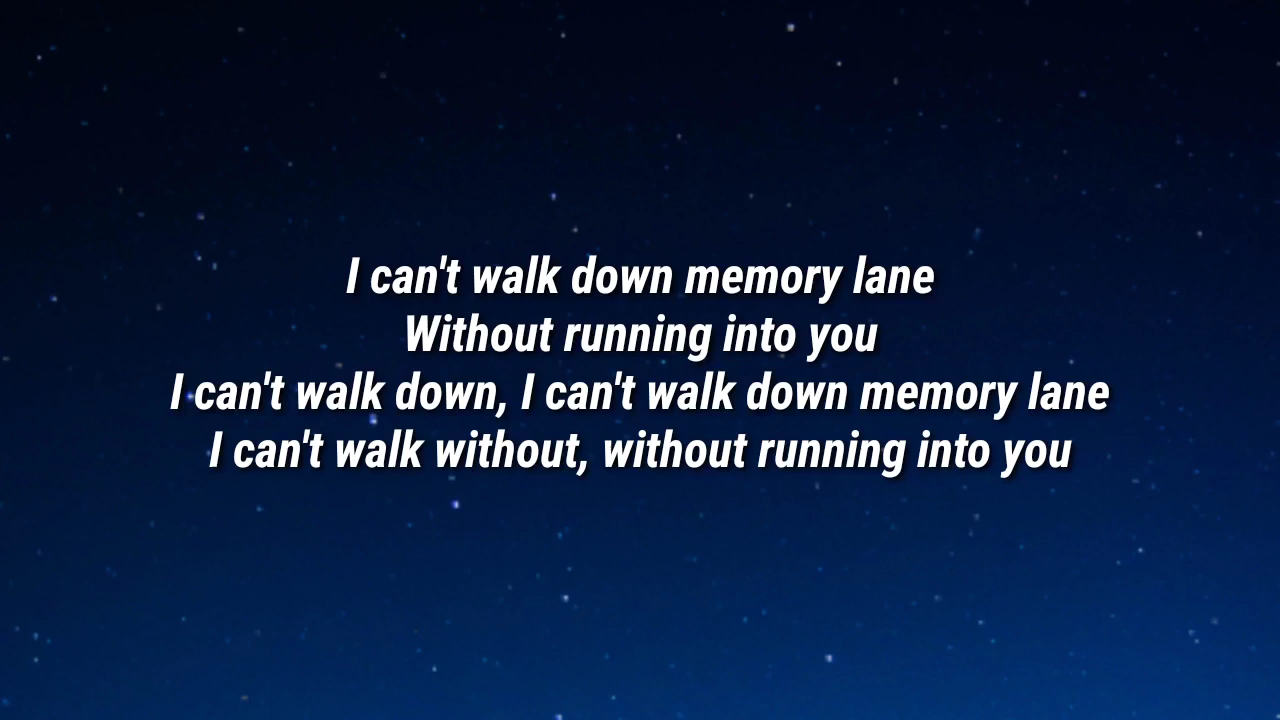 I can't walk down memory lane
Without running into you
I can't walk down, I can't walk down memory lane
I can't walk without, without running into you